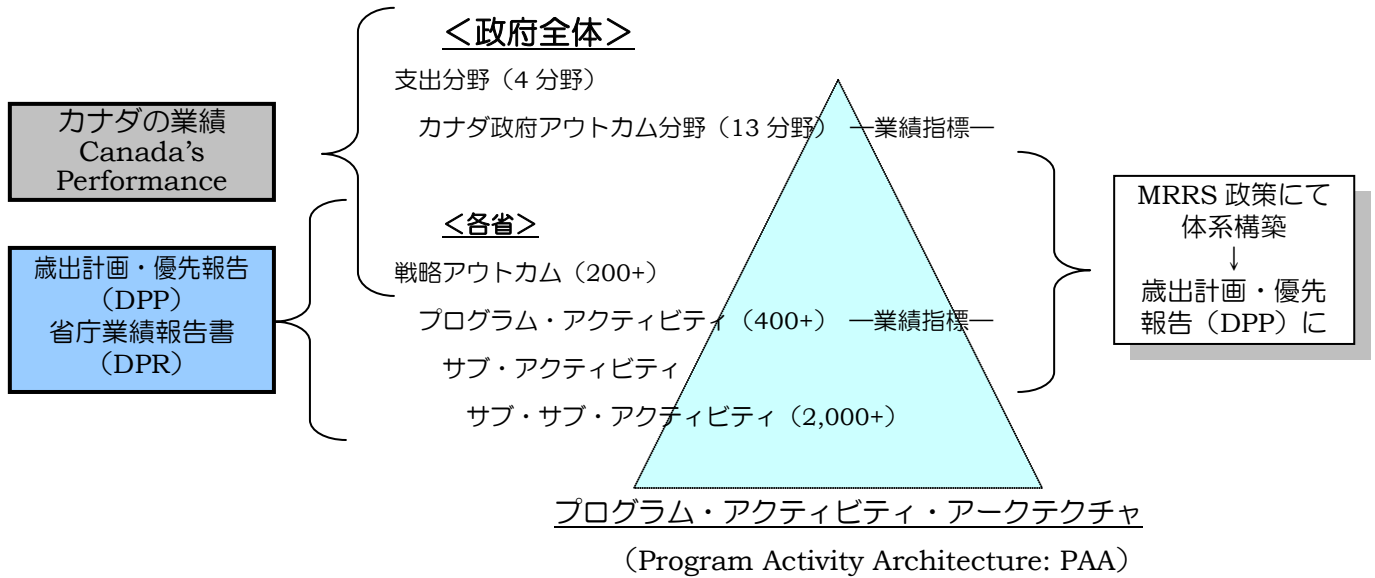 ＜政府全体＞
支出分野（4 分野）
カナダ政府アウトカム分野（13 分野） ―業績指標―
カナダの業績
Canada’s
Performance
＜各省＞
戦略アウトカム（200+）
プログラム・アクティビティ（400+） ―業績指標―
サブ・アクティビティ
サブ・サブ・アクティビティ（2,000+）
歳出計画・優先報告
（DPP）
省庁業績報告書
（DPR）
MRRS 政策にて
体系構築
↓
歳出計画・優先
報告（DPP）に
プログラム・アクティビティ・アークテクチャ
（Program Activity Architecture: PAA）